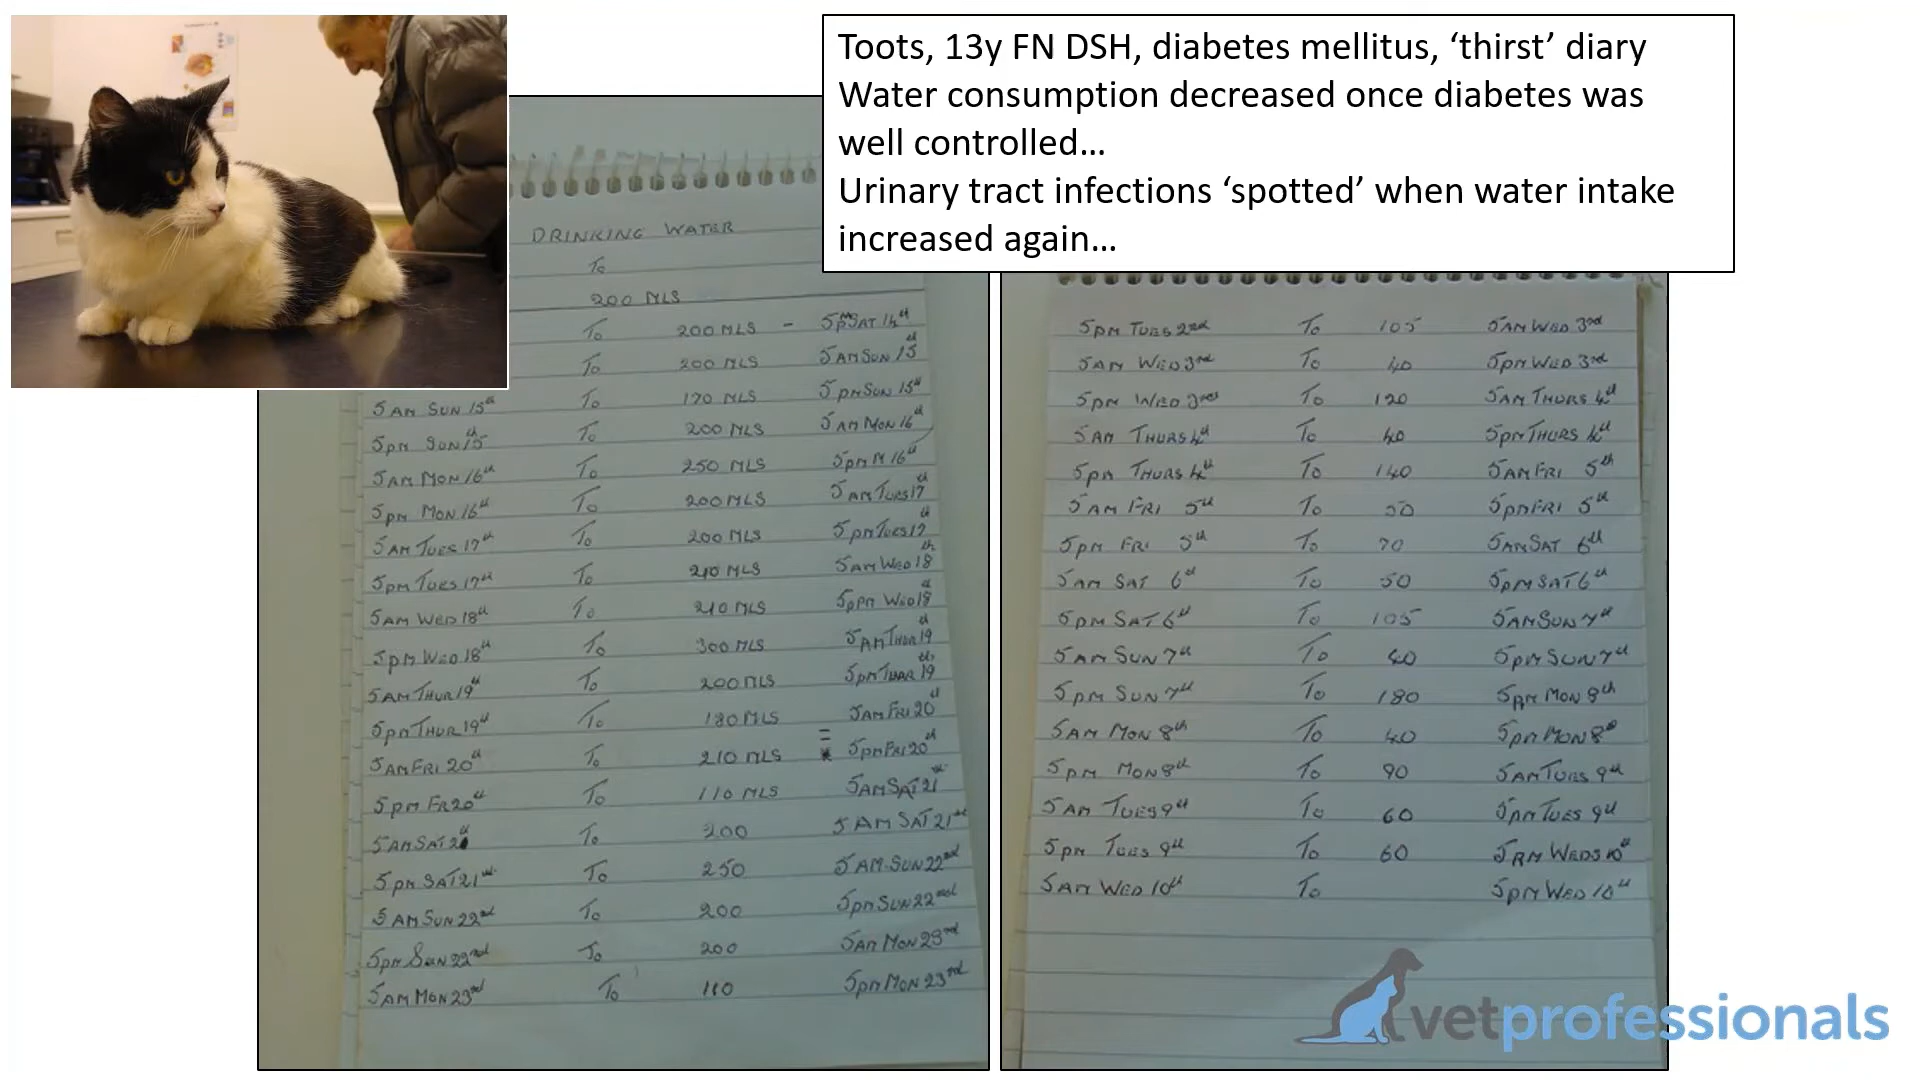 Toots, 13y FN DSH, diabetes mellitus, ‘thirst’ diary
Water consumption decreased once diabetes was
well controlled…
Urinary tract infections ‘spotted’ when water intake
increased again…
DRINKING WATER
To
200 MLS
To 200 MLS - 5PM SAT 14th
To 200 MLS 5AM SUN 15th
5AM SUN 15th To 170 MLS 5PM SUN 15th
5PM SUN 15th To 200 MLS 5AM MON 16th
5AM MON 16th To 250 MLS 5PM M 16th
5PM MON 16th To 200 MLS 5AM TUES 17th
5AM TUES 17th To 200 MLS 5PM TUES 17th
5PM TUES 17th To 210 MLS 5AM WED 18th
5AM WED 18th To 210 MLS 5PM WED 18th
5PM WED 18th To 300 MLS 5AM THUR 19th
5AM THUR 19th To 200 MLS 5PM THUR 19th
5PM THUR 19th To 180 MLS 5AM FRI 20th
5AM FRI 20th To 210 MLS 5PM FRI 20th
5PM FR 20th To 110 MLS 5AM SAT 21st
5AM SAT To 200 5AM SAT 21st
5PM SAT 21st To 250 5AM SUN 22nd
5AM SUN 22nd To 200 5PM SUN 22nd
5PM SUN 22nd To 200 5AM MON 23rd
5AM MON 23rd To 110 5PM MON 23rd
5PM TUES 2nd To 105 5AM WED 3rd
5AM WED 3rd To 40 5PM WED 3rd
5PM WED 3rd To 120 5AM THURS 4th
5AM THURS 4th To 40 5PM THURS 4th
5PM THURS 4th To 140 5AM FRI 5th
5AM FRI 5th To 50 5PM FRI 5th
5PM FRI 5th To 70 5AM SAT 6th
5AM SAT 6th To 50 5PM SAT 6th
5PM SAT 6th To 105 5AM SUN 7th
5AM SUN 7th To 40 5PM SUN 7th
5PM SUN 7th To 180 MON 8th
5AM MON 8th To 40 5PM MON 8th
5PM MON 8th To 90 5AM TUES 9th
5AM TUES 9th To 60 5PM TUES 9th
5PM TUES 9th To 60 WEDS 10th
5AM WED 10th To 5PM WED 10th
vetprofessionals